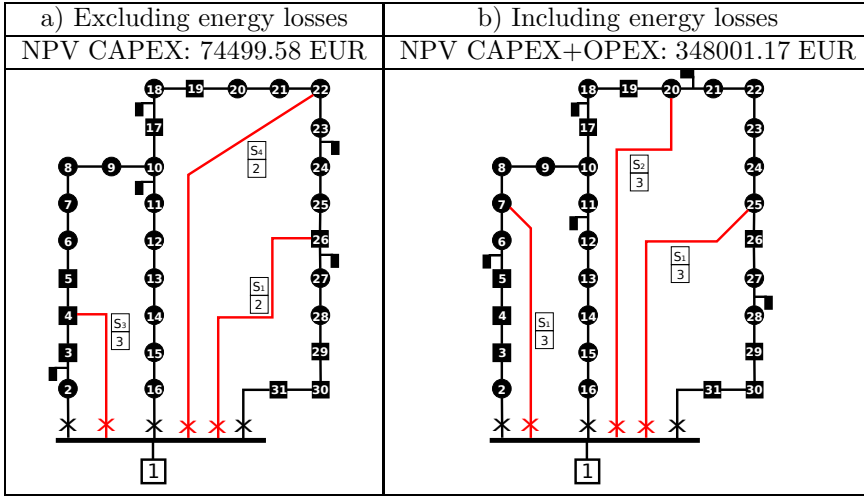 a) Excluding energy losses
b) Including energy losses
NPV CAPEX: 74499.58 EUR
NPV CAPEX+OPEX: 348001.17 EUR
18 19 20 21 22
17 23
8 9 10 24
S4
2
7 11 25
6 12 26
5 13 27
S1
2
4 14 28
S3
3
3 15 29
2 16 31 30
1
18 19 20 21 22
17 23
8 9 10 24
S2
3
7 11 25
6 12 26
5 13 27
S1
3
4 14 28
S1
3
3 15 29
2 16 31 30
1